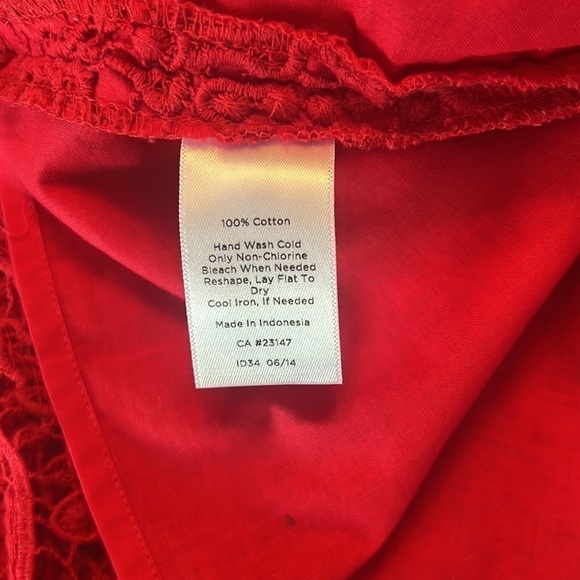 100% Cotton
Hand Wash Cold
Only Non-Chlorine
Bleach When Needed
Reshape, Lay Flat To
Dry
Cool Iron, If Needed
Made In Indonesia
CA #23147
ID34 06/14